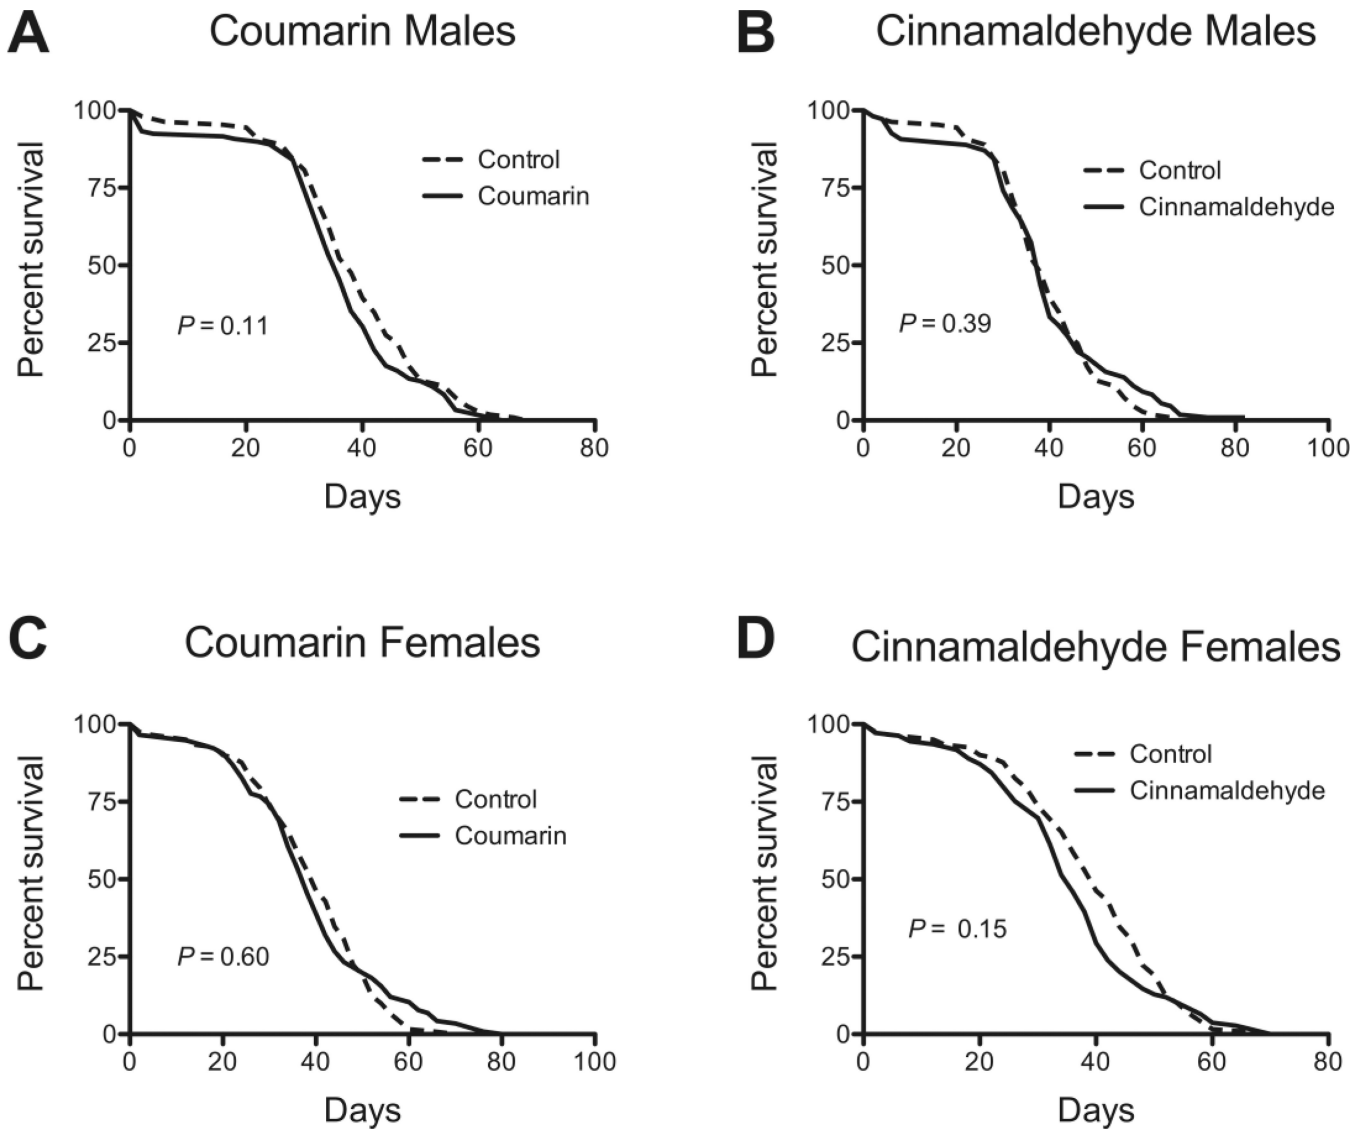 A Coumarin Males
Percent survival
100
75
50
25
0
Control
Coumarin
P = 0.11
0 20 40 60 80
Days
B Cinnamaldehyde Males
Percent survival
100
75
50
25
0
Control
Cinnamaldehyde
P = 0.39
0 20 40 60 80 100
Days
C Coumarin Females
Percent survival
100
75
50
25
0
Control
Coumarin
P = 0.60
0 20 40 60 80 100
Days
D Cinnamaldehyde Females
Percent survival
100
75
50
25
0
Control
Cinnamaldehyde
P = 0.15
0 20 40 60 80
Days